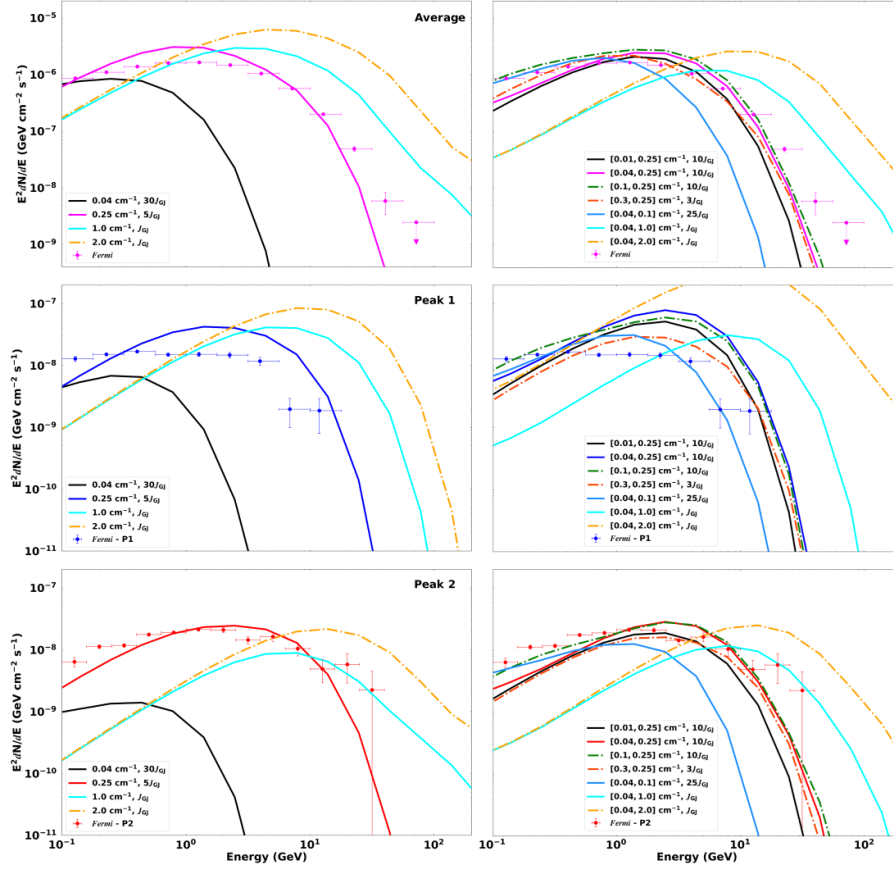 Average
10⁻⁵
10⁻⁶
10⁻⁷
10⁻⁸
10⁻⁹
E²dN/dE (GeV cm⁻² s⁻¹)
0.04 cm⁻¹, 30J_GJ
0.25 cm⁻¹, 5J_GJ
1.0 cm⁻¹, J_GJ
2.0 cm⁻¹, J_GJ
Fermi
[0.01, 0.25] cm⁻¹, 10J_GJ
[0.04, 0.25] cm⁻¹, 10J_GJ
[0.1, 0.25] cm⁻¹, 10J_GJ
[0.3, 0.25] cm⁻¹, 3J_GJ
[0.04, 0.1] cm⁻¹, 25J_GJ
[0.04, 1.0] cm⁻¹, J_GJ
[0.04, 2.0] cm⁻¹, J_GJ
Fermi
Peak 1
10⁻⁷
10⁻⁸
10⁻⁹
10⁻¹⁰
10⁻¹¹
E²dN/dE (GeV cm⁻² s⁻¹)
0.04 cm⁻¹, 30J_GJ
0.25 cm⁻¹, 5J_GJ
1.0 cm⁻¹, J_GJ
2.0 cm⁻¹, J_GJ
Fermi - P1
[0.01, 0.25] cm⁻¹, 10J_GJ
[0.04, 0.25] cm⁻¹, 10J_GJ
[0.1, 0.25] cm⁻¹, 10J_GJ
[0.3, 0.25] cm⁻¹, 3J_GJ
[0.04, 0.1] cm⁻¹, 25J_GJ
[0.04, 1.0] cm⁻¹, J_GJ
[0.04, 2.0] cm⁻¹, J_GJ
Fermi - P1
Peak 2
10⁻⁷
10⁻⁸
10⁻⁹
10⁻¹⁰
10⁻¹¹
E²dN/dE (GeV cm⁻² s⁻¹)
0.04 cm⁻¹, 30J_GJ
0.25 cm⁻¹, 5J_GJ
1.0 cm⁻¹, J_GJ
2.0 cm⁻¹, J_GJ
Fermi - P2
[0.01, 0.25] cm⁻¹, 10J_GJ
[0.04, 0.25] cm⁻¹, 10J_GJ
[0.1, 0.25] cm⁻¹, 10J_GJ
[0.3, 0.25] cm⁻¹, 3J_GJ
[0.04, 0.1] cm⁻¹, 25J_GJ
[0.04, 1.0] cm⁻¹, J_GJ
[0.04, 2.0] cm⁻¹, J_GJ
Fermi - P2
10⁻¹ 10⁰ 10¹ 10² 10⁻¹ 10⁰ 10¹ 10²
Energy (GeV) Energy (GeV)